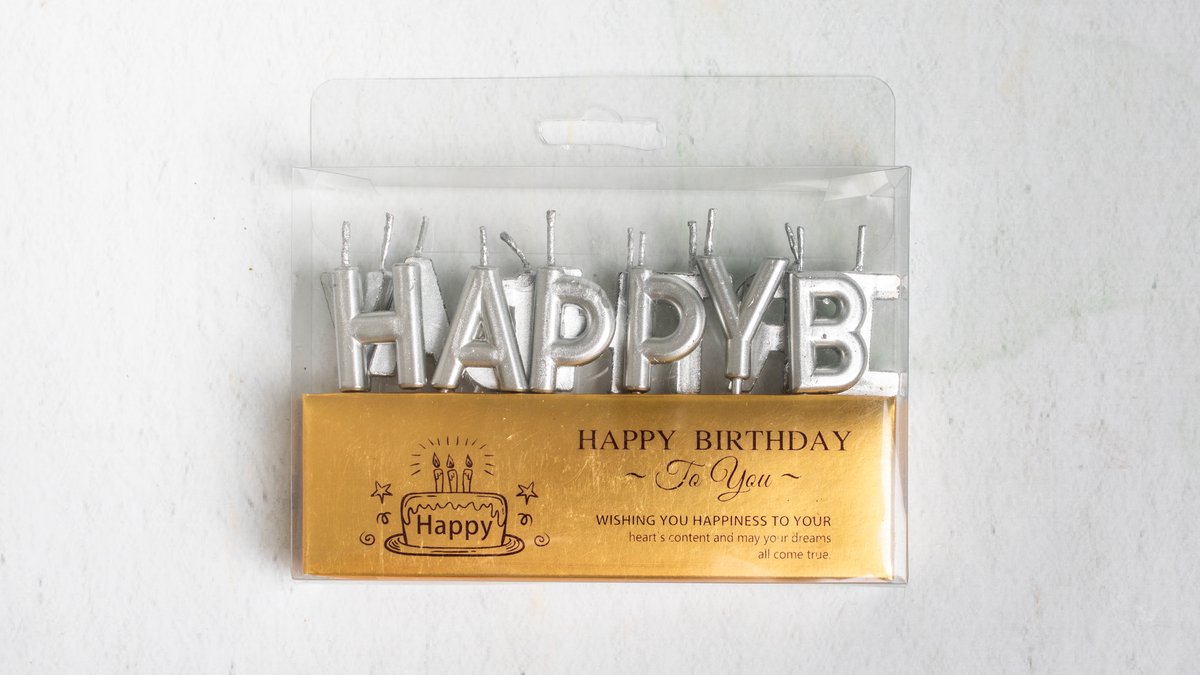 HAPPYB
HAPPY BIRTHDAY
~ To You ~
Happy
WISHING YOU HAPPINESS TO YOUR
heart's content and may your dreams
all come true.